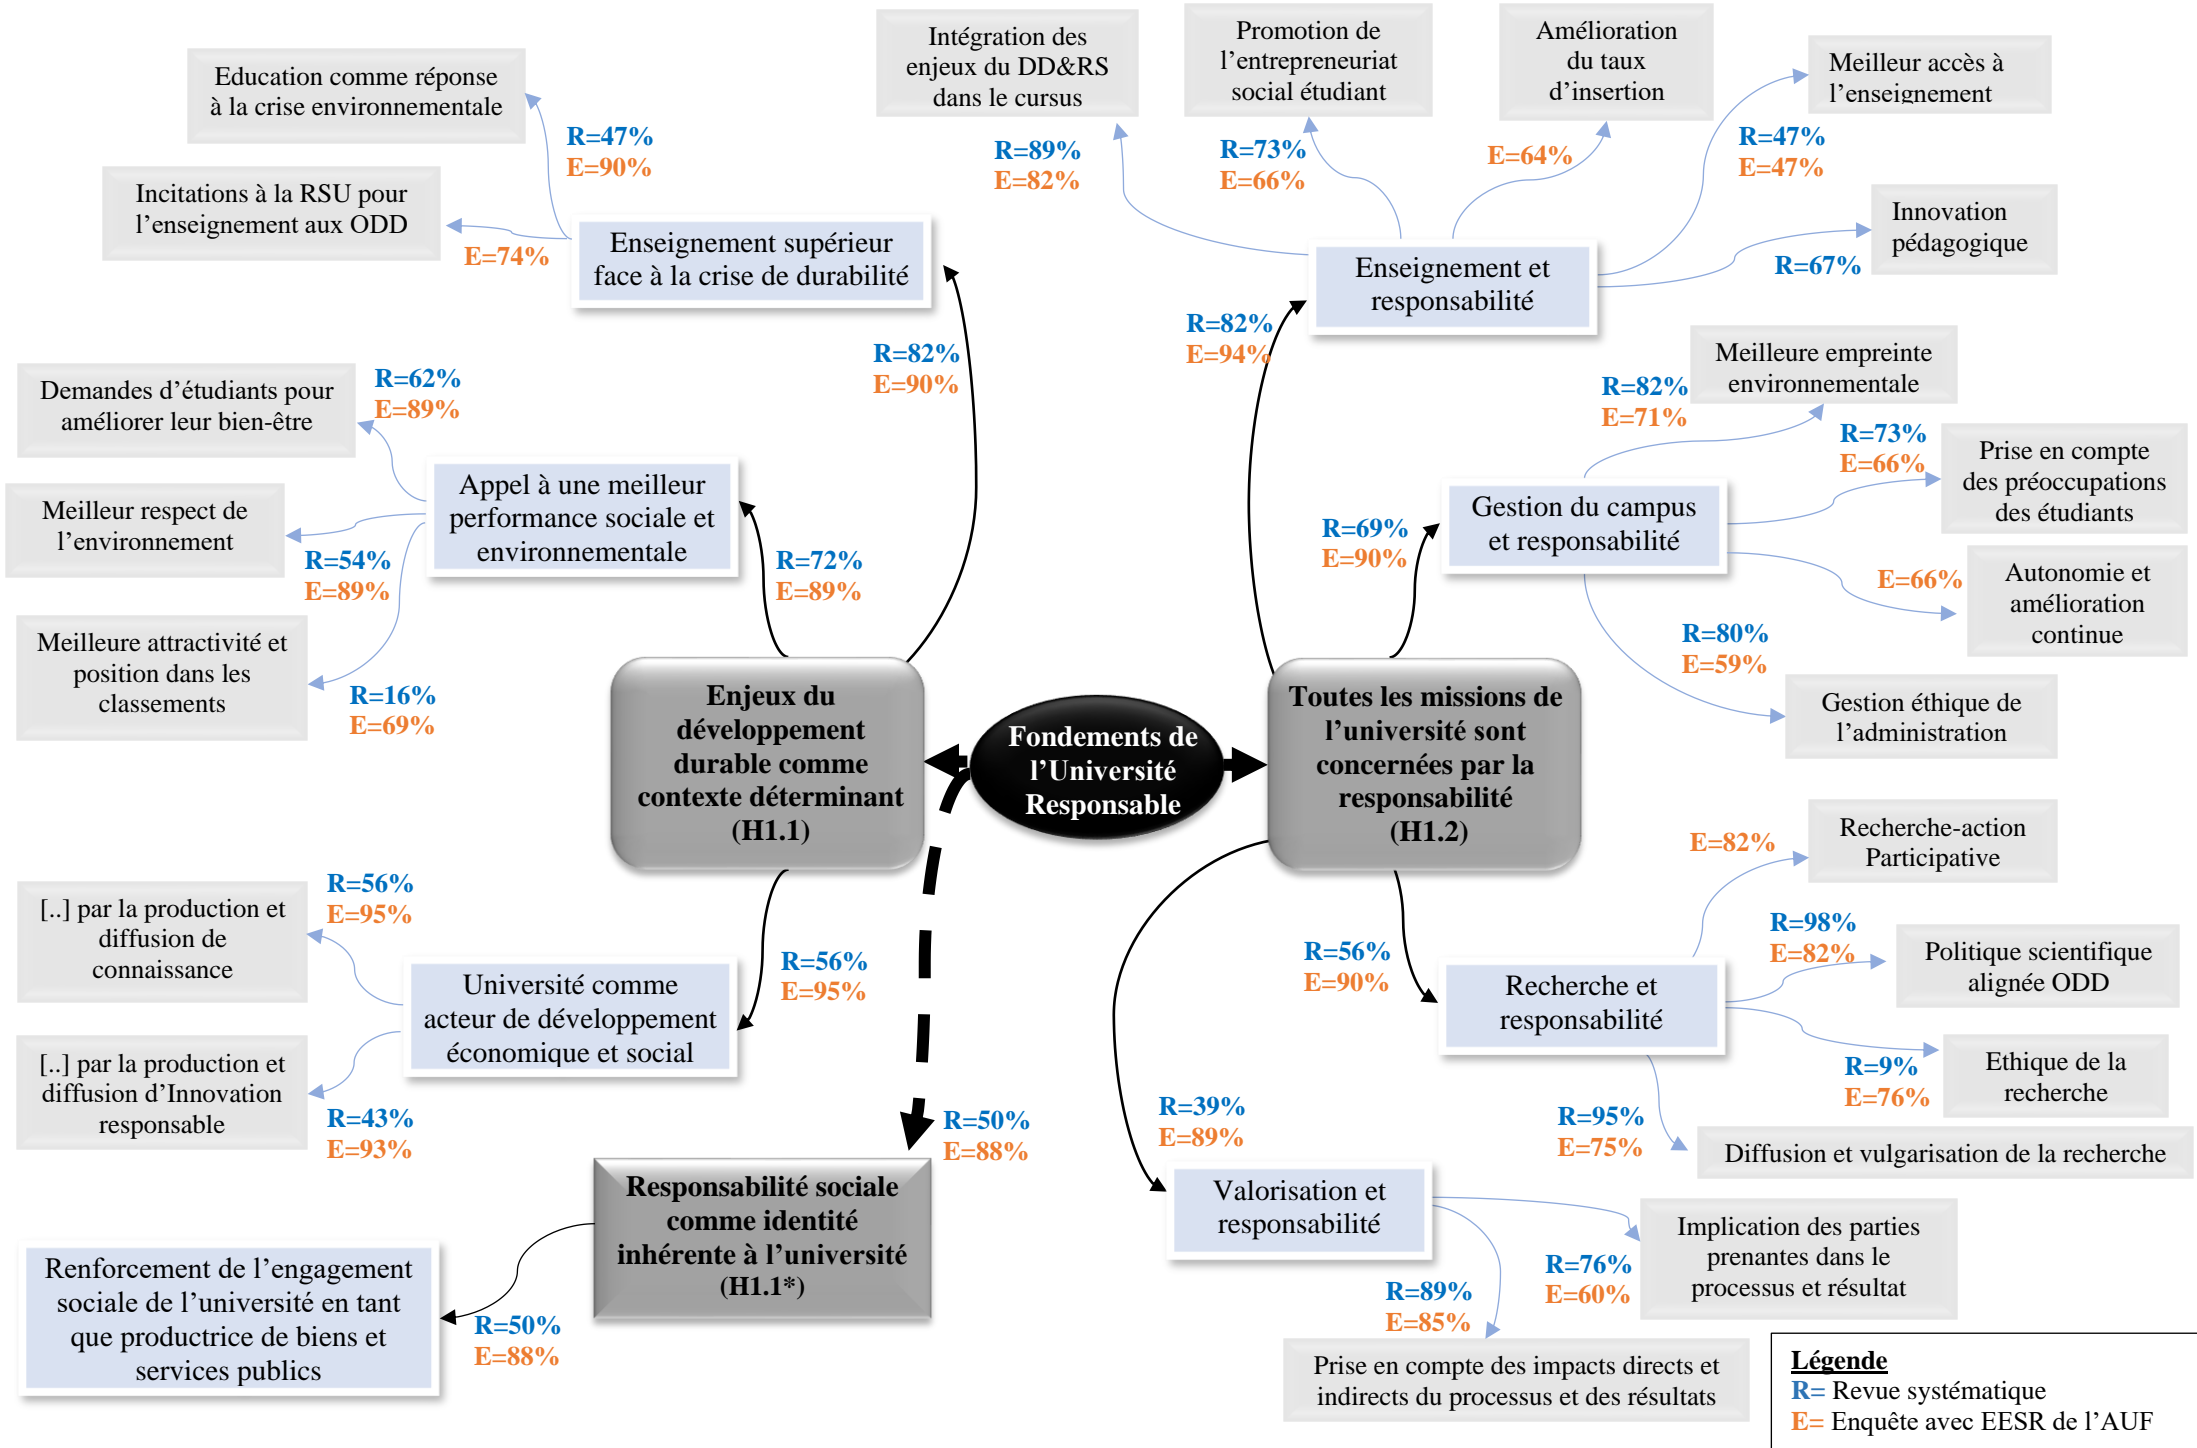 Education comme réponse
à la crise environnementale
R=47%
E=90%
Incitations à la RSU pour
l’enseignement aux ODD
E=74%
Enseignement supérieur
face à la crise de durabilité
R=82%
E=90%
Demandes d’étudiants pour
améliorer leur bien-être
R=62%
E=89%
Meilleur respect de
l’environnement
R=54%
E=89%
Meilleure attractivité et
position dans les
classements
R=16%
E=69%
Appel à une meilleur
performance sociale et
environnementale
R=72%
E=89%
Enjeux du
développement
durable comme
contexte déterminant
(H1.1)
Fondements de
l’Université
Responsable
[..] par la production et
diffusion de
connaissance
R=56%
E=95%
[..] par la production et
diffusion d’Innovation
responsable
R=43%
E=93%
Université comme
acteur de développement
économique et social
R=56%
E=95%
R=50%
E=88%
Responsabilité sociale
comme identité
inhérente à l’université
(H1.1*)
Renforcement de l’engagement
sociale de l’université en tant
que productrice de biens et
services publics
R=50%
E=88%
Intégration des
enjeux du DD&RS
dans le cursus
R=89%
E=82%
Promotion de
l’entrepreneuriat
social étudiant
R=73%
E=66%
Amélioration
du taux
d’insertion
E=64%
Meilleur accès à
l’enseignement
R=47%
E=47%
Innovation
pédagogique
R=67%
Enseignement et
responsabilité
R=82%
E=94%
Meilleure empreinte
environnementale
R=82%
E=71%
R=73%
E=66%
Prise en compte
des préoccupations
des étudiants
Gestion du campus
et responsabilité
R=69%
E=90%
E=66%
Autonomie et
amélioration
continue
R=80%
E=59%
Gestion éthique de
l’administration
Toutes les missions de
l’université sont
concernées par la
responsabilité
(H1.2)
Recherche-action
Participative
E=82%
R=98%
E=82%
Politique scientifique
alignée ODD
Recherche et
responsabilité
R=56%
E=90%
Ethique de la
recherche
R=9%
E=76%
R=95%
E=75%
Diffusion et vulgarisation de la recherche
R=39%
E=89%
Valorisation et
responsabilité
Implication des parties
prenantes dans le
processus et résultat
R=76%
E=60%
R=89%
E=85%
Prise en compte des impacts directs et
indirects du processus et des résultats
Légende
R= Revue systématique
E= Enquête avec EESR de l’AUF